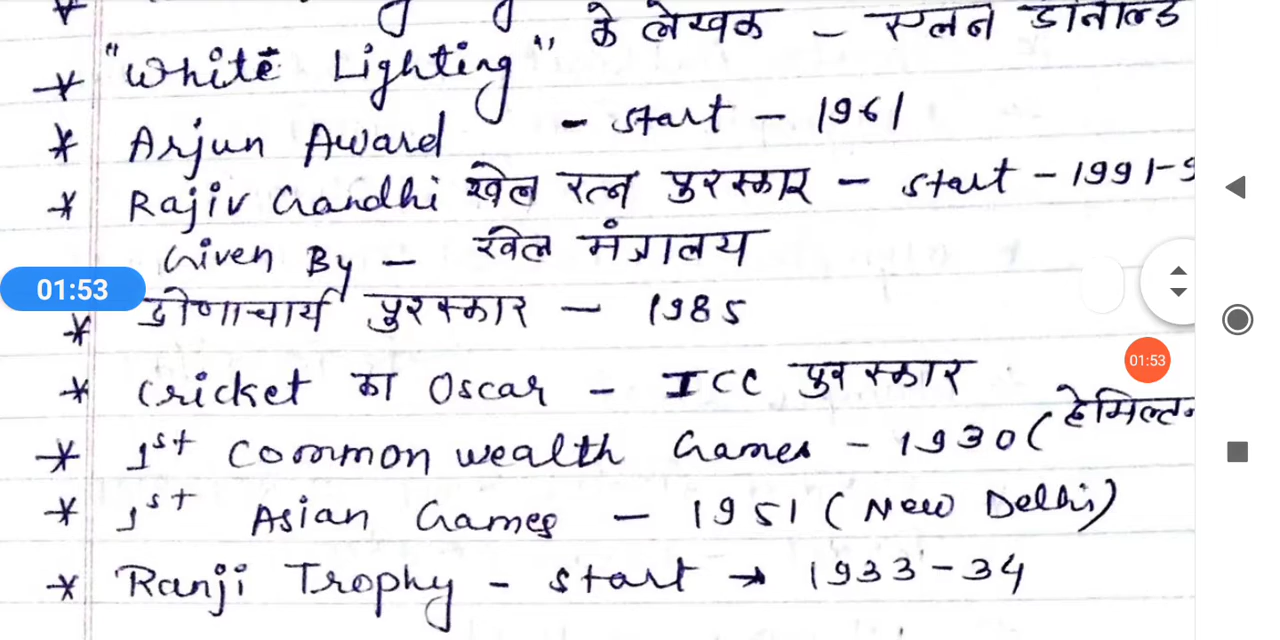 "White Lighting" के लेखक - एलन डोनाल्ड
* Arjun Award - start - 1961
* Rajiv Gandhi खेल रत्न पुरस्कार - start - 1991-9
Given By - खेल मंत्रालय
01:53
* द्रोणाचार्य पुरस्कार - 1985
01:53
* Cricket का Oscar - ICC पुरस्कार
* 1st Common wealth Games - 1930 ( हेमिल्टन
* 1st Asian Games - 1951 ( New Delhi )
* Ranji Trophy - start → 1933-34